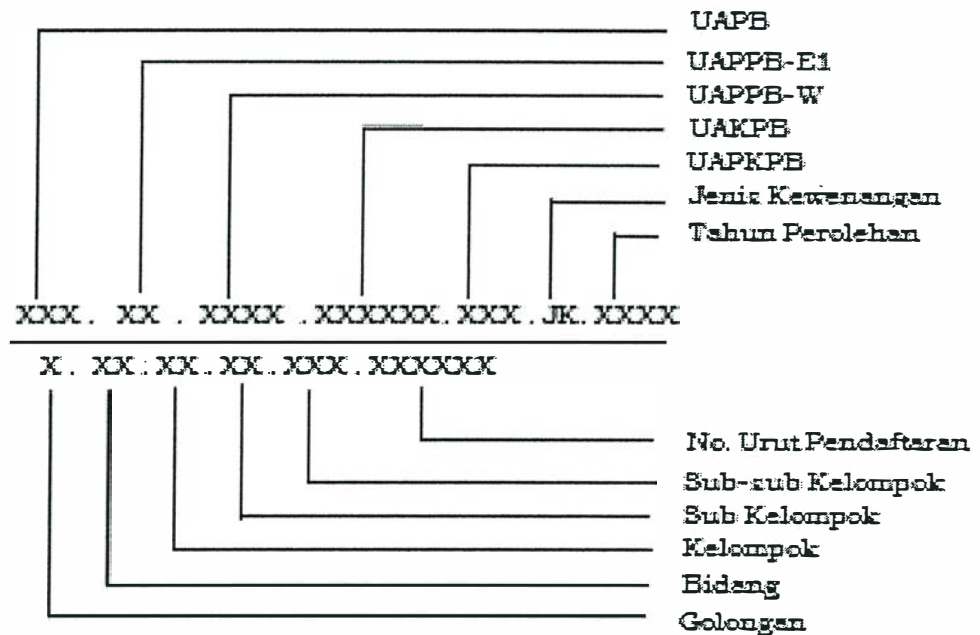 UAPB
UAPPB-E1
UAPPB-W
UAKPB
UAPKPB
Jenis Kewenangan
Tahun Perolehan
XXX. XX . XXXX .XXXXXXX.XXX.JK.XXXX
X. XX.XX.XX.XXX.XXXXXX
No. Urut Pendaftaran
Sub-sub Kelompok
Sub Kelompok
Kelompok
Bidang
Golongan